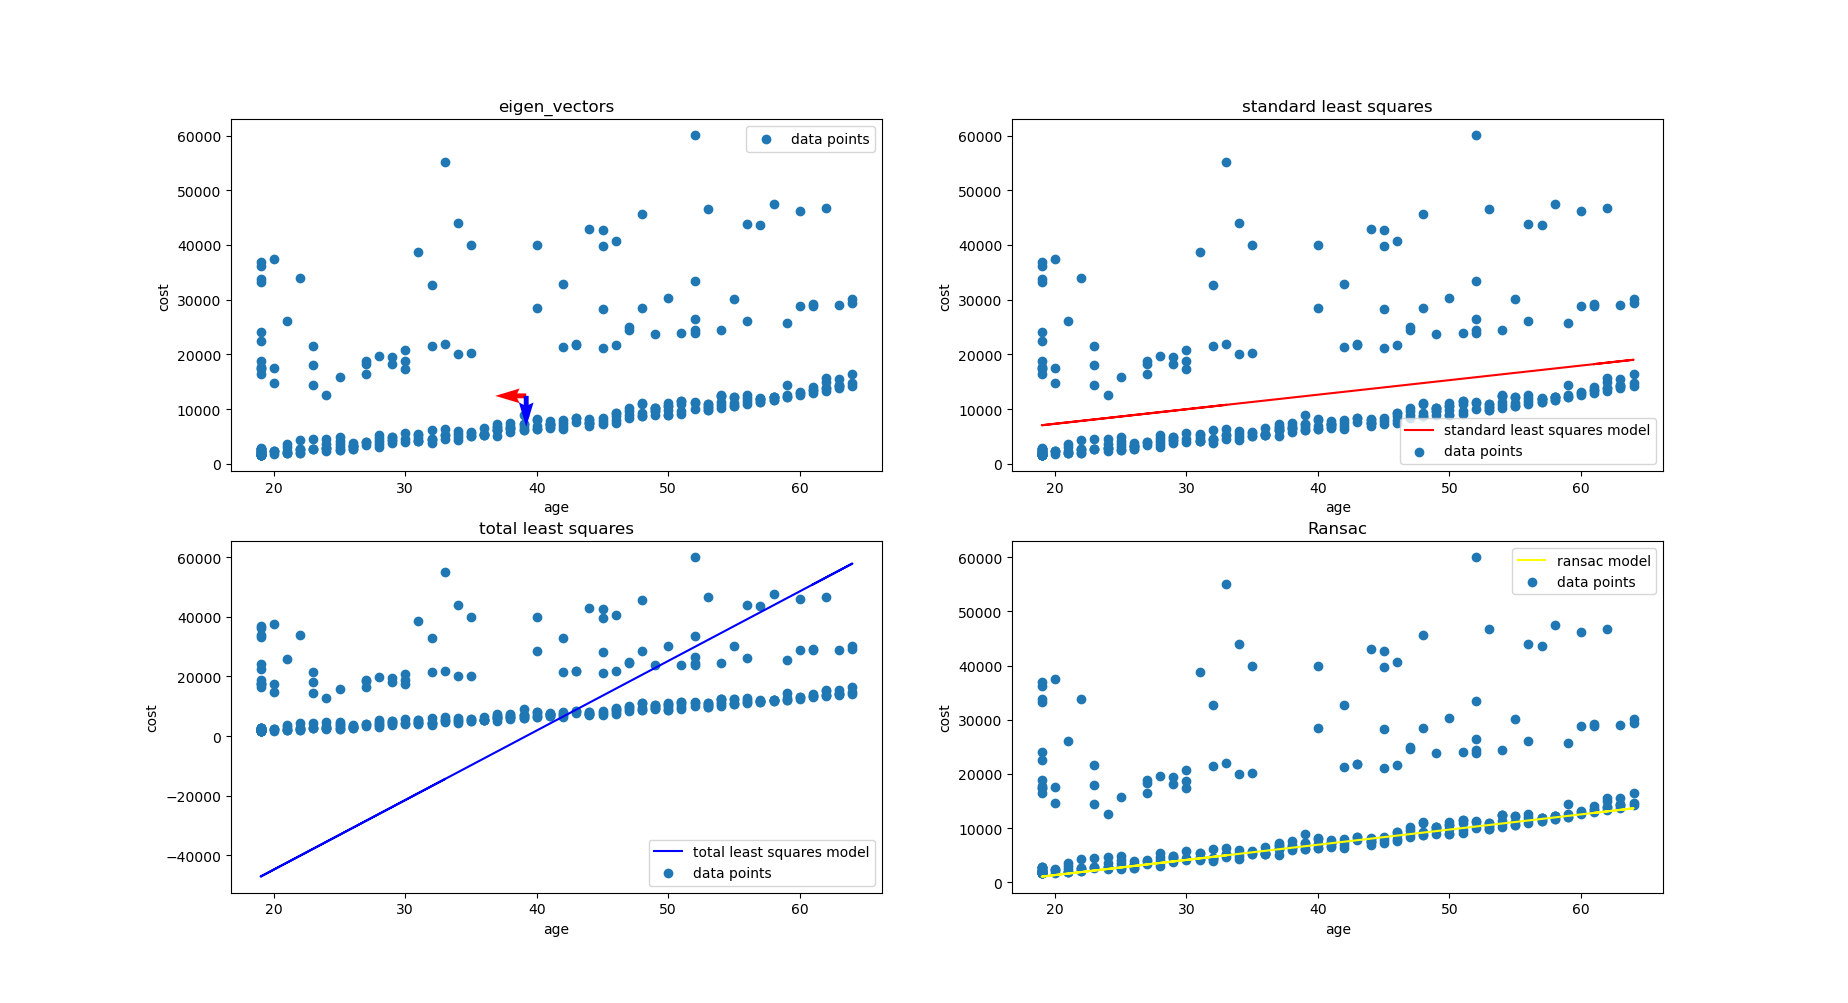 eigen_vectors
data points
60000
50000
40000
30000
20000
10000
0
cost
20 30 40 50 60
age
standard least squares
60000
50000
40000
30000
20000
10000
0
cost
standard least squares model
data points
20 30 40 50 60
age
total least squares
60000
40000
20000
0
−20000
−40000
cost
total least squares model
data points
20 30 40 50 60
age
Ransac
ransac model
data points
60000
50000
40000
30000
20000
10000
0
cost
20 30 40 50 60
age